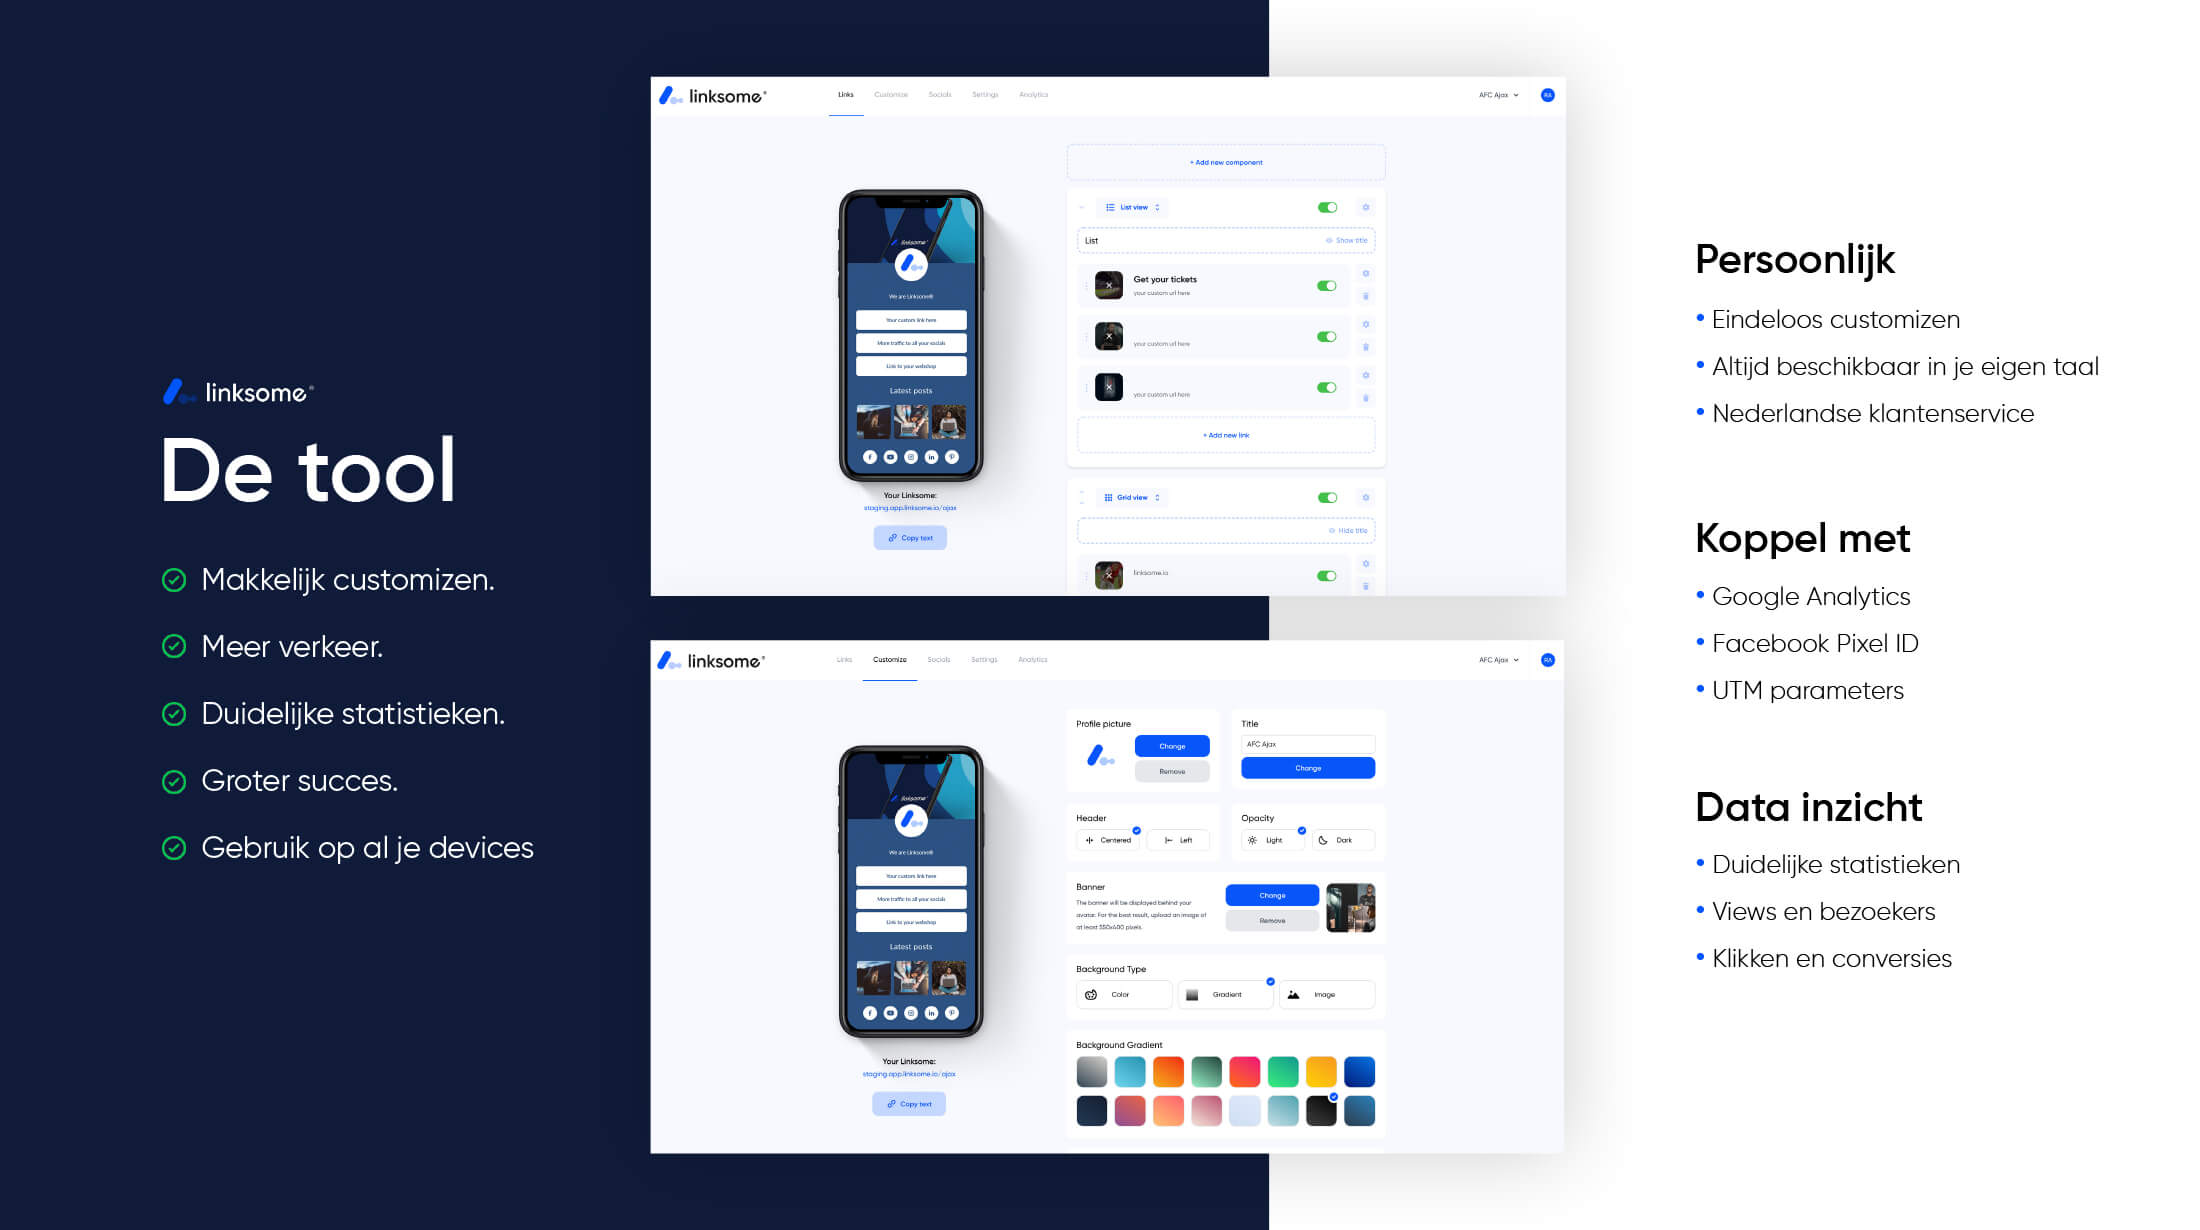 linksome®
De tool
Makkelijk customizen.
Meer verkeer.
Duidelijke statistieken.
Groter succes.
Gebruik op al je devices
linksome®
Links Customize Socials Settings Analytics
AFC Ajax
RA
linksome®
We are Linksome®
Your custom link here
More traffic to all your socials
Link to your webshop
Latest posts
Your Linksome:
staging.app.linksome.io/ajax
Copy text
+ Add new component
List view
List
Show title
Get your tickets
your custom url here
your custom url here
your custom url here
+ Add new link
Grid view
Hide title
linksome.io
linksome®
Links Customize Socials Settings Analytics
AFC Ajax
RA
linksome®
We are Linksome®
Your custom link here
More traffic to all your socials
Link to your webshop
Latest posts
Your Linksome:
staging.app.linksome.io/ajax
Copy text
Profile picture
Change
Remove
Title
AFC Ajax
Change
Header
Centered
Left
Opacity
Light
Dark
Banner
The banner will be displayed behind your
avatar. For the best result, upload an image of
at least 550x400 pixels.
Change
Remove
Background Type
Color
Gradient
Image
Background Gradient
Persoonlijk
• Eindeloos customizen
• Altijd beschikbaar in je eigen taal
• Nederlandse klantenservice
Koppel met
• Google Analytics
• Facebook Pixel ID
• UTM parameters
Data inzicht
• Duidelijke statistieken
• Views en bezoekers
• Klikken en conversies